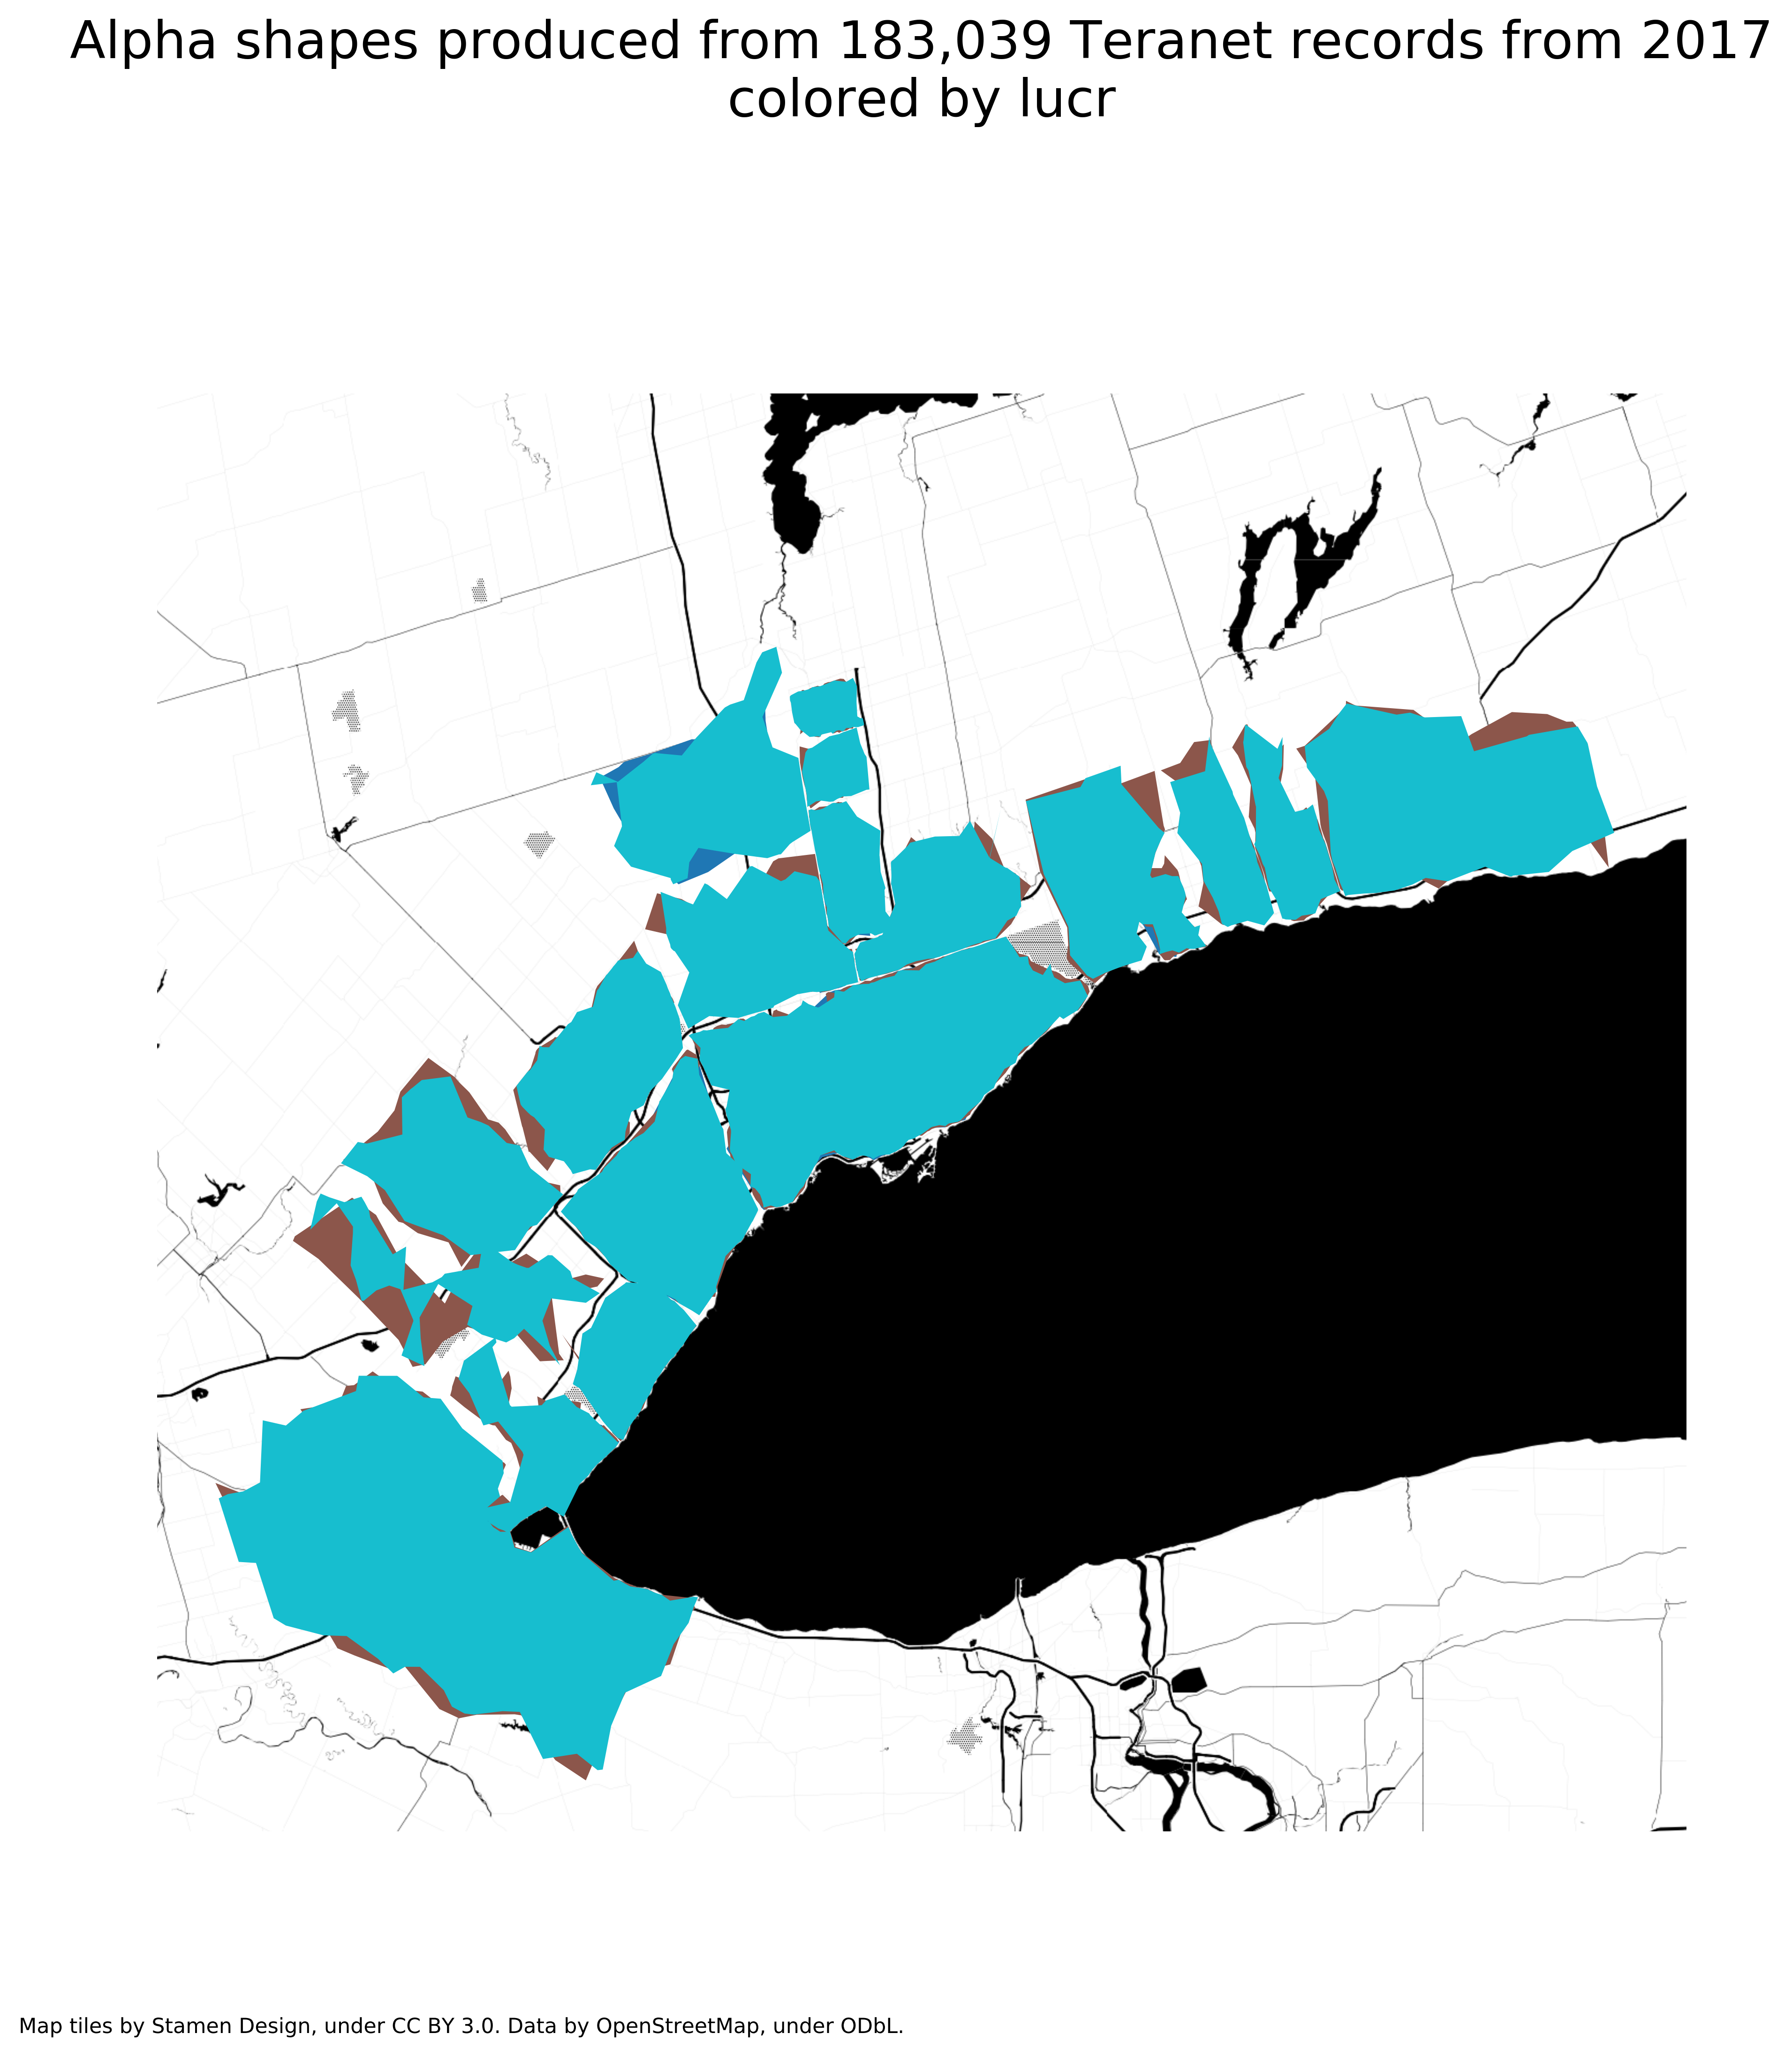 Alpha shapes produced from 183,039 Teranet records from 2017
colored by lucr
Map tiles by Stamen Design, under CC BY 3.0. Data by OpenStreetMap, under ODbL.